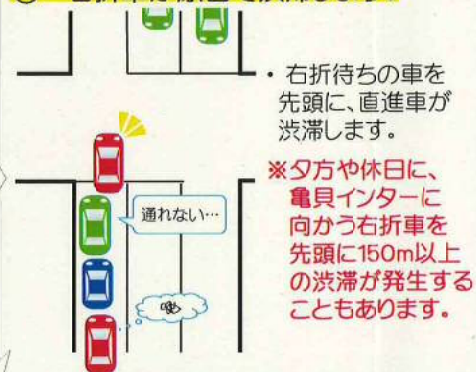 ・右折待ちの車を
先頭に、直進車が
渋滞します。
※夕方や休日に、
亀貝インターに
向かう右折車を
先頭に150m以上
の渋滞が発生する
こともあります。
通れない…